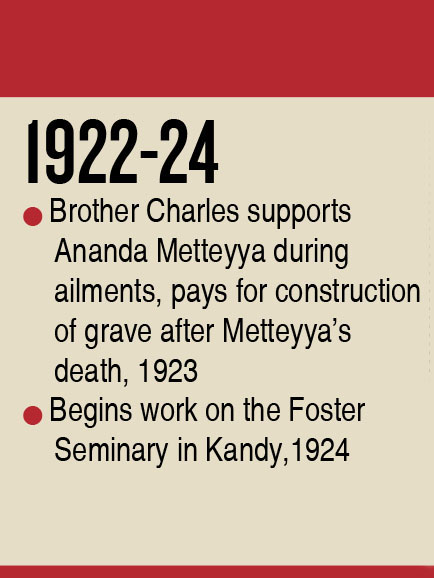 1922-24
Brother Charles supports
Ananda Metteyya during
ailments, pays for construction
of grave after Metteyya’s
death, 1923
Begins work on the Foster
Seminary in Kandy,1924